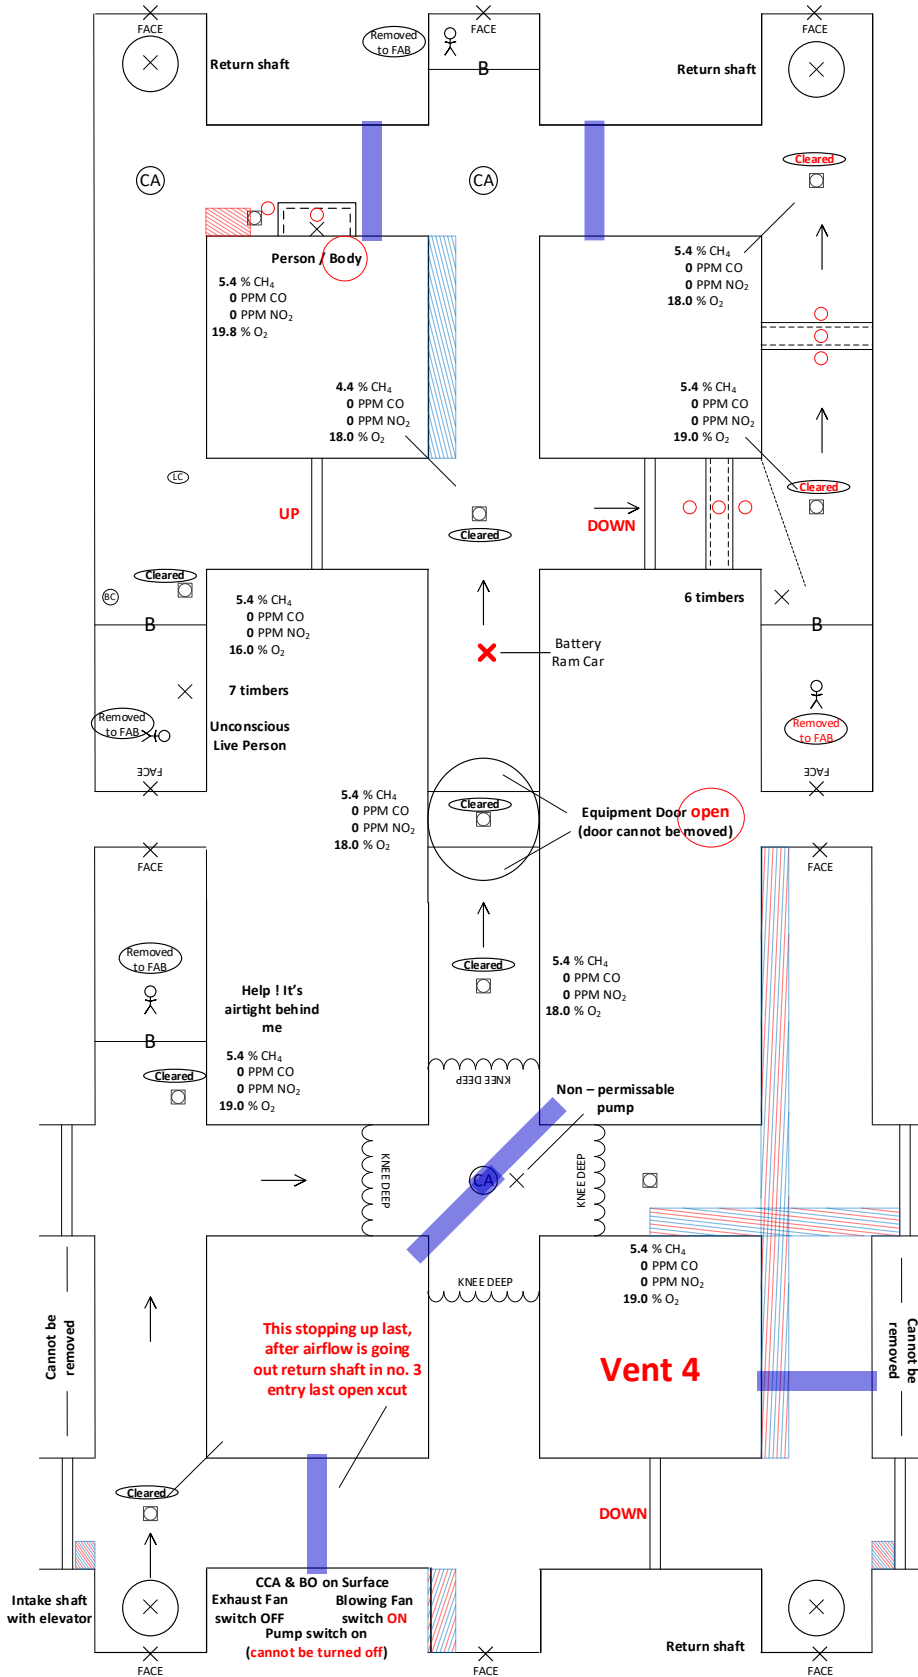 FACE
FACE
FACE
Removed
to FAB
Return shaft
B
Return shaft
CA
CA
Cleared
Person / Body
5.4 % CH₄
0 PPM CO
0 PPM NO₂
19.8 % O₂
5.4 % CH₄
0 PPM CO
0 PPM NO₂
18.0 % O₂
4.4 % CH₄
0 PPM CO
0 PPM NO₂
18.0 % O₂
5.4 % CH₄
0 PPM CO
0 PPM NO₂
19.0 % O₂
LC
UP
DOWN
Cleared
Cleared
Cleared
BC
B
5.4 % CH₄
0 PPM CO
0 PPM NO₂
16.0 % O₂
6 timbers
B
Battery
Ram Car
7 timbers
Removed
to FAB
Unconscious
Live Person
Removed
to FAB
FACE
FACE
5.4 % CH₄
0 PPM CO
0 PPM NO₂
18.0 % O₂
Cleared
Equipment Door open
(door cannot be moved)
FACE
FACE
Removed
to FAB
Cleared
5.4 % CH₄
0 PPM CO
0 PPM NO₂
18.0 % O₂
Help ! It's
airtight behind
me
B
5.4 % CH₄
0 PPM CO
0 PPM NO₂
19.0 % O₂
Cleared
KNEE DEEP
Non – permissable
pump
KNEE DEEP
CA
KNEE DEEP
5.4 % CH₄
0 PPM CO
0 PPM NO₂
19.0 % O₂
KNEE DEEP
Cannot be
removed
This stopping up last,
after airflow is going
out return shaft in no. 3
entry last open xcut
Vent 4
Cannot be
removed
Cleared
DOWN
Intake shaft
with elevator
CCA & BO on Surface
Exhaust Fan
switch OFF
Blowing Fan
switch ON
Pump switch on
(cannot be turned off)
Return shaft
FACE
FACE
FACE